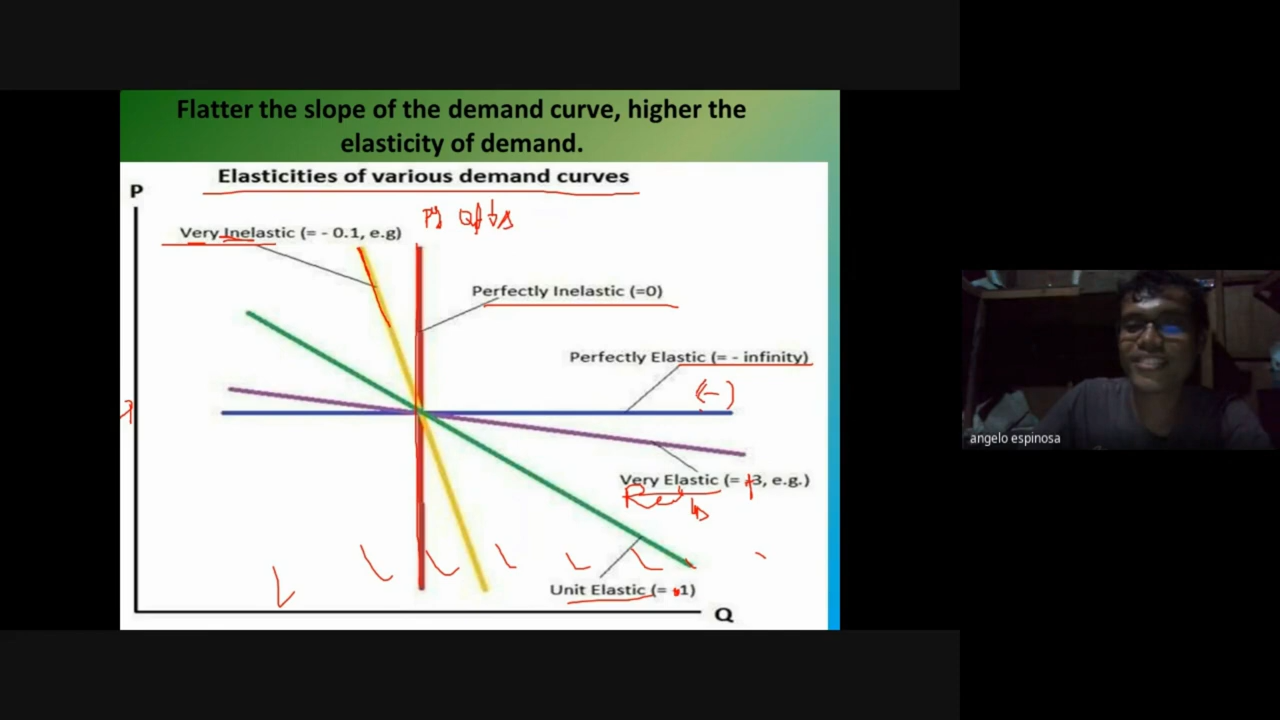 Flatter the slope of the demand curve, higher the
elasticity of demand.
Elasticities of various demand curves
P
Very Inelastic (= - 0.1, e.g)
Perfectly Inelastic (=0)
Perfectly Elastic (= - infinity)
(-)
angelo espinosa
Very Elastic (= 3, e.g.)
Unit Elastic (= 1)
Q